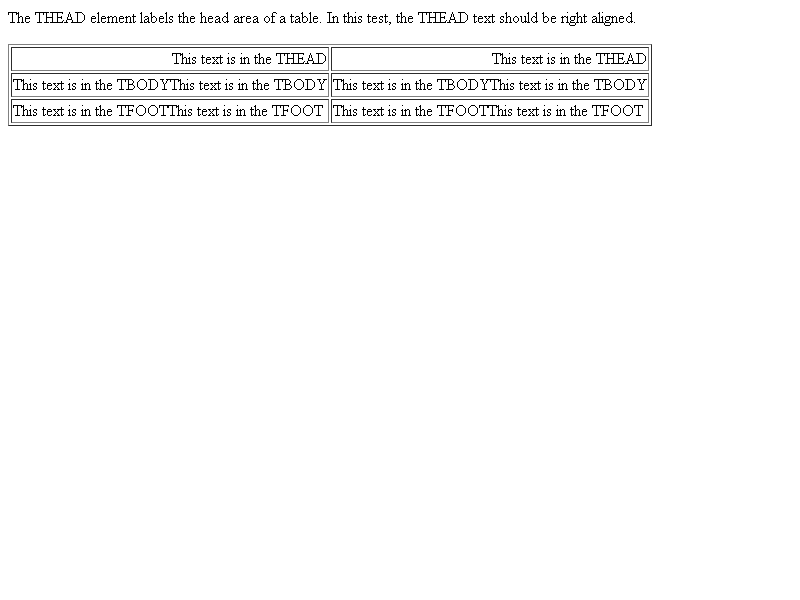 The THEAD element labels the head area of a table. In this test, the THEAD text should be right aligned.
This text is in the THEAD This text is in the THEAD
This text is in the TBODYThis text is in the TBODY This text is in the TBODYThis text is in the TBODY
This text is in the TFOOTThis text is in the TFOOT This text is in the TFOOTThis text is in the TFOOT